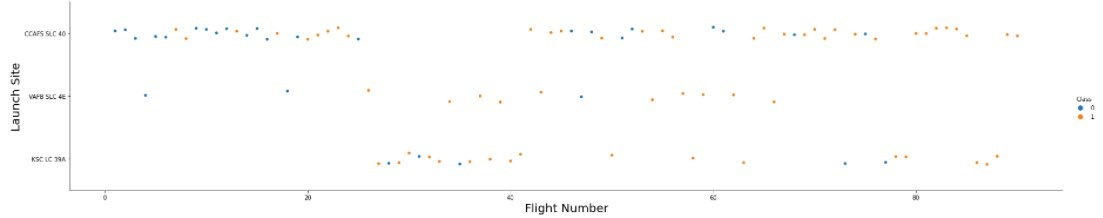 CCAFS SLC 40
VAFB SLC 4E
KSC LC 39A
Launch Site
0
20
40
60
80
Flight Number
Class
0
1